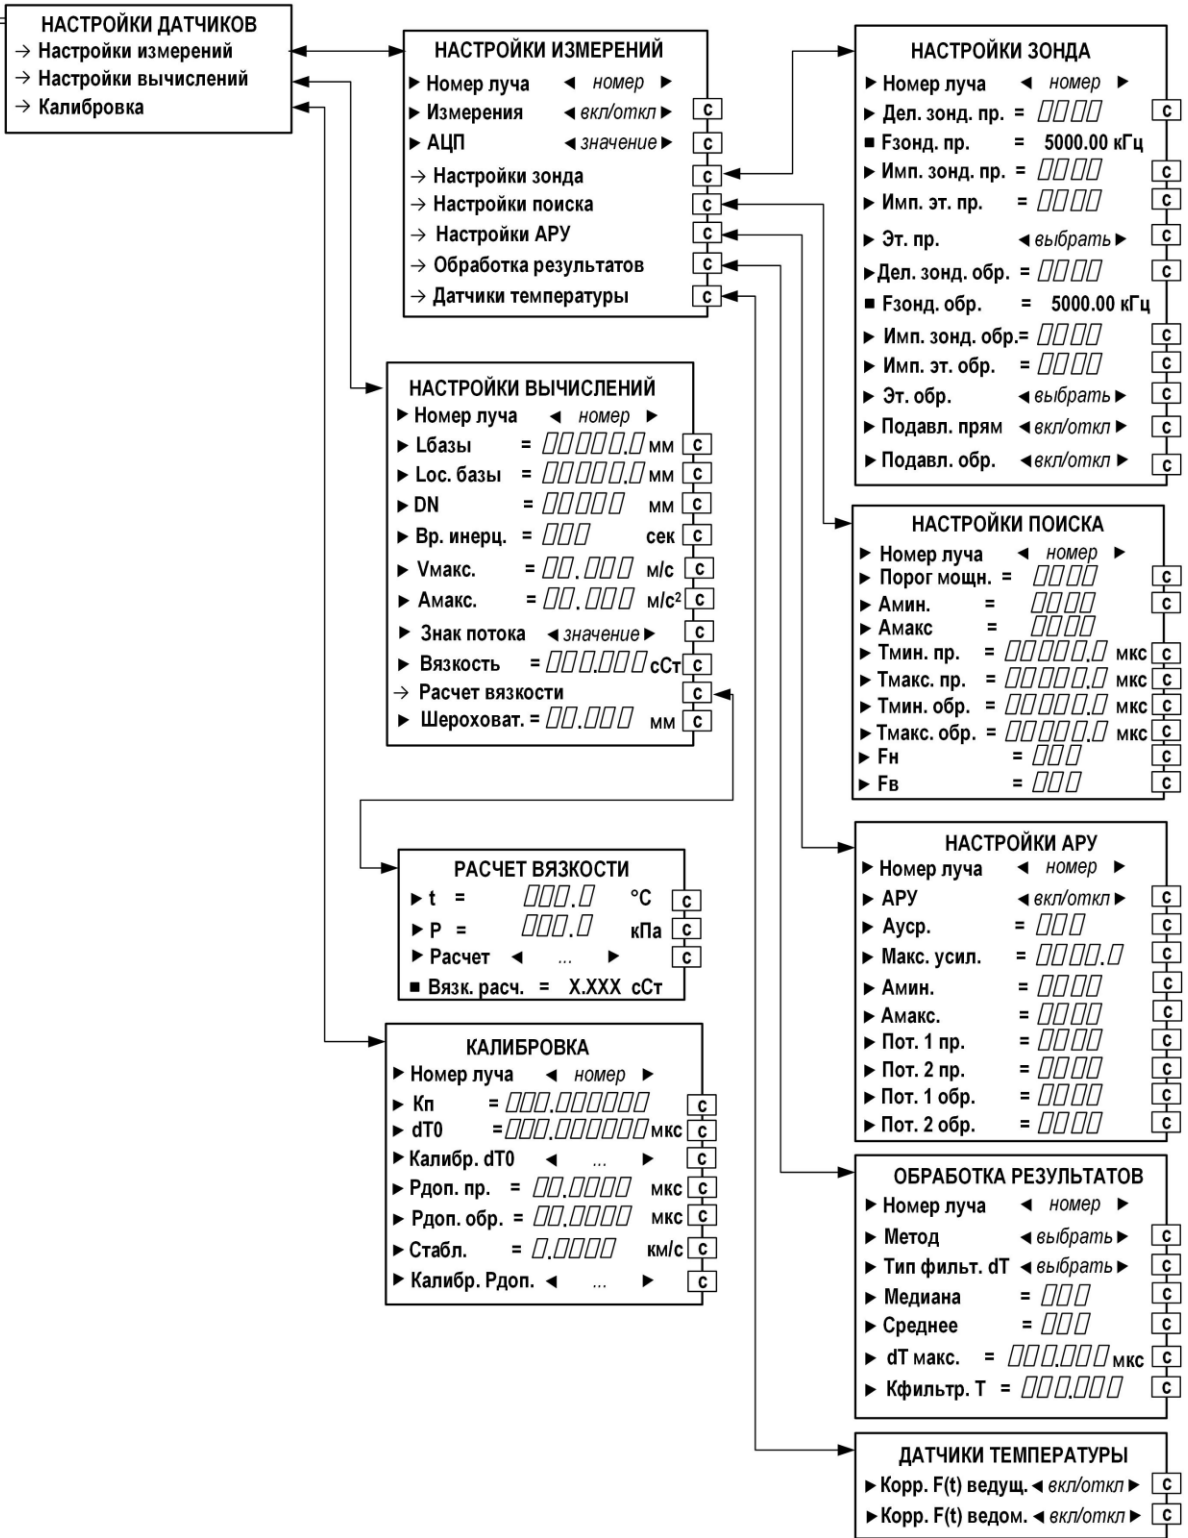 НАСТРОЙКИ ДАТЧИКОВ
→ Настройки измерений
→ Настройки вычислений
→ Калибровка
НАСТРОЙКИ ИЗМЕРЕНИЙ
► Номер луча ◄ номер ►
► Измерения ◄ вкл/откл ► С
► АЦП ◄ значение ► С
→ Настройки зонда С
→ Настройки поиска С
→ Настройки АРУ С
→ Обработка результатов С
→ Датчики температуры С
НАСТРОЙКИ ВЫЧИСЛЕНИЙ
► Номер луча ◄ номер ►
► Lбазы = ▯▯▯▯▯.▯ мм С
► Lос. базы = ▯▯▯▯▯.▯ мм С
► DN = ▯▯▯▯▯ мм С
► Вр. инерц. = ▯▯▯ сек С
► Vмакс. = ▯▯.▯▯▯ м/с С
► Амакс. = ▯▯.▯▯▯ м/с² С
► Знак потока ◄ значение ► С
► Вязкость = ▯▯▯.▯▯▯ сСт С
→ Расчет вязкости С
► Шероховат. = ▯▯.▯▯▯ мм С
РАСЧЕТ ВЯЗКОСТИ
► t = ▯▯▯.▯ °C С
► P = ▯▯▯.▯ кПа С
► Расчет ◄ ... ► С
■ Вязк. расч. = X.XXX сСт
КАЛИБРОВКА
► Номер луча ◄ номер ►
► Кп = ▯▯▯.▯▯▯▯▯▯ С
► dT0 = ▯▯▯.▯▯▯▯▯▯ мкс С
► Калибр. dT0 ◄ ... ► С
► Рдоп. пр. = ▯▯.▯▯▯▯ мкс С
► Рдоп. обр. = ▯▯.▯▯▯▯ мкс С
► Стабл. = ▯.▯▯▯▯ км/с С
► Калибр. Рдоп. ◄ ... ► С
НАСТРОЙКИ ЗОНДА
► Номер луча ◄ номер ►
► Дел. зонд. пр. = ▯▯▯▯ С
■ Fзонд. пр. = 5000.00 кГц
► Имп. зонд. пр. = ▯▯▯▯ С
► Имп. эт. пр. = ▯▯▯▯ С
► Эт. пр. ◄ выбрать ► С
► Дел. зонд. обр. = ▯▯▯▯ С
■ Fзонд. обр. = 5000.00 кГц
► Имп. зонд. обр.= ▯▯▯▯ С
► Имп. эт. обр. = ▯▯▯▯ С
► Эт. обр. ◄ выбрать ► С
► Подавл. прям ◄ вкл/откл ► С
► Подавл. обр. ◄ вкл/откл ► С
НАСТРОЙКИ ПОИСКА
► Номер луча ◄ номер ►
► Порог мощн. = ▯▯▯▯ С
► Амин. = ▯▯▯▯ С
► Амакс = ▯▯▯▯
► Тмин. пр. = ▯▯▯▯▯.▯ мкс С
► Тмакс. пр. = ▯▯▯▯▯.▯ мкс С
► Тмин. обр. = ▯▯▯▯▯.▯ мкс С
► Тмакс. обр. = ▯▯▯▯▯.▯ мкс С
► Fн = ▯▯▯ С
► Fв = ▯▯▯ С
НАСТРОЙКИ АРУ
► Номер луча ◄ номер ►
► АРУ ◄ вкл/откл ► С
► Ауср. = ▯▯▯ С
► Макс. усил. = ▯▯▯▯.▯ С
► Амин. = ▯▯▯▯ С
► Амакс. = ▯▯▯▯ С
► Пот. 1 пр. = ▯▯▯▯ С
► Пот. 2 пр. = ▯▯▯▯ С
► Пот. 1 обр. = ▯▯▯▯ С
► Пот. 2 обр. = ▯▯▯▯ С
ОБРАБОТКА РЕЗУЛЬТАТОВ
► Номер луча ◄ номер ►
► Метод ◄ выбрать ► С
► Тип фильт. dT ◄ выбрать ► С
► Медиана = ▯▯▯ С
► Среднее = ▯▯▯ С
► dT макс. = ▯▯▯.▯▯▯ мкс С
► Кфильтр. Т = ▯▯▯.▯▯▯ С
ДАТЧИКИ ТЕМПЕРАТУРЫ
► Корр. F(t) ведущ. ◄ вкл/откл ► С
► Корр. F(t) ведом. ◄ вкл/откл ► С